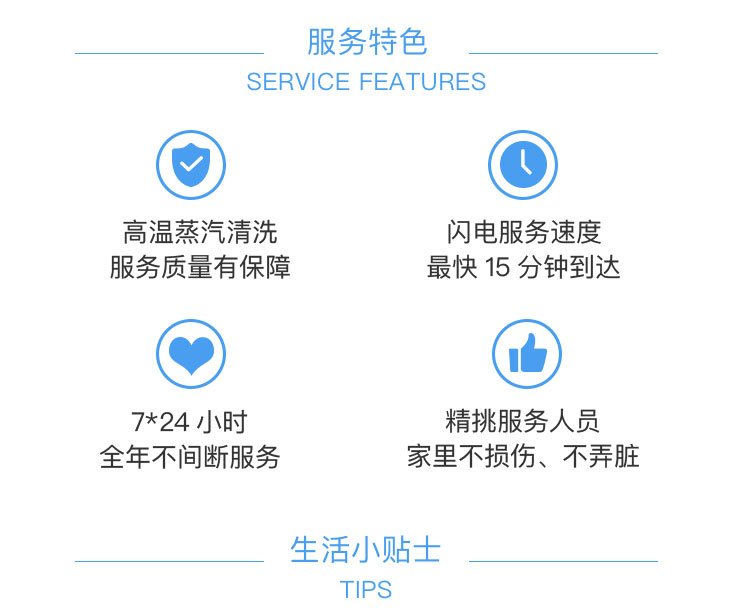 服务特色
SERVICE FEATURES
高温蒸汽清洗
服务质量有保障
闪电服务速度
最快 15 分钟到达
7*24 小时
全年不间断服务
精挑服务人员
家里不损伤、不弄脏
生活小贴士
TIPS